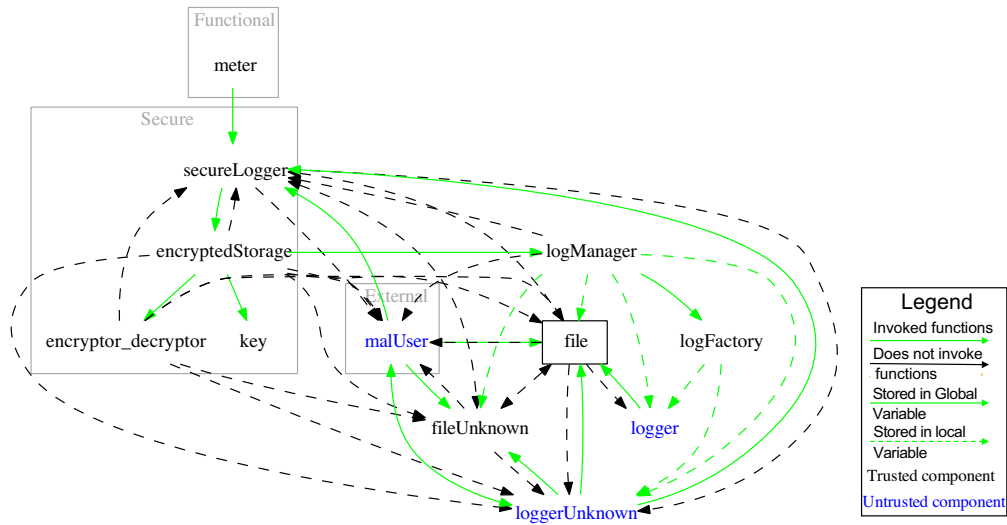 Functional
meter
Secure
secureLogger
encryptedStorage
logManager
External
encryptor_decryptor
key
malUser
file
logFactory
fileUnknown
logger
loggerUnknown
Legend
Invoked functions
Does not invoke
functions
Stored in Global
Variable
Stored in local
Variable
Trusted component
Untrusted component